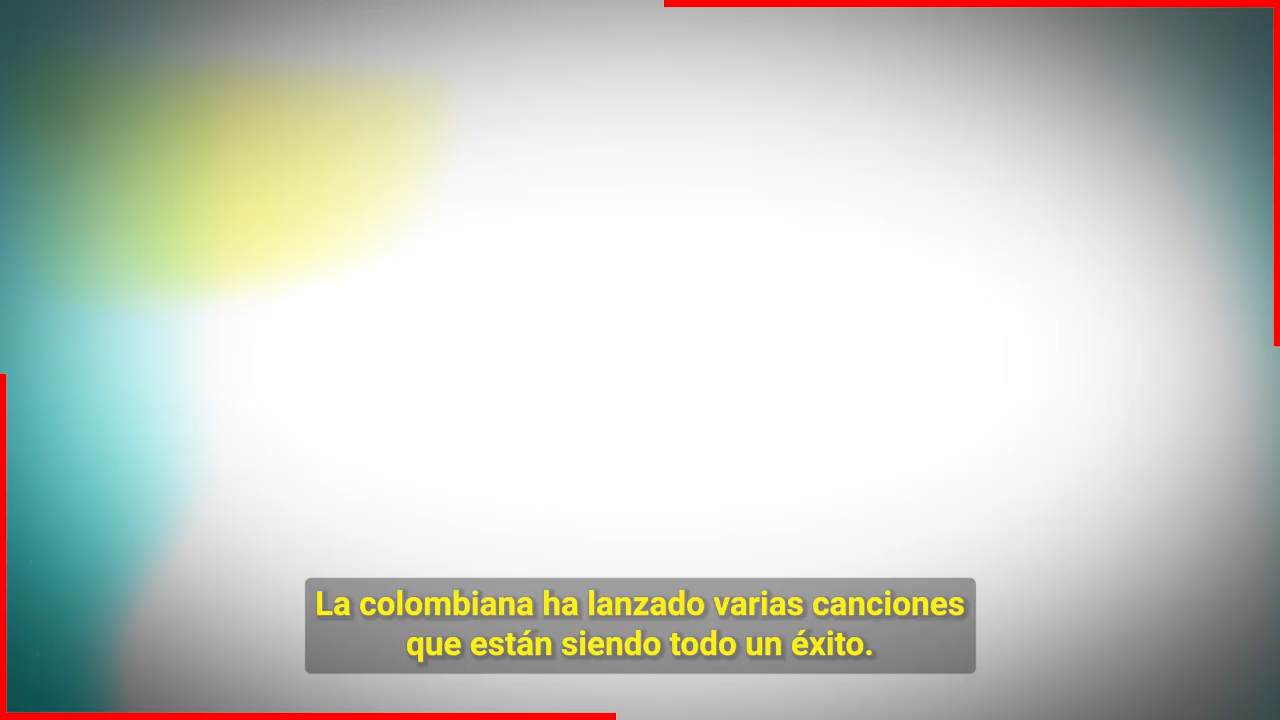 La colombiana ha lanzado varias canciones
que están siendo todo un éxito.